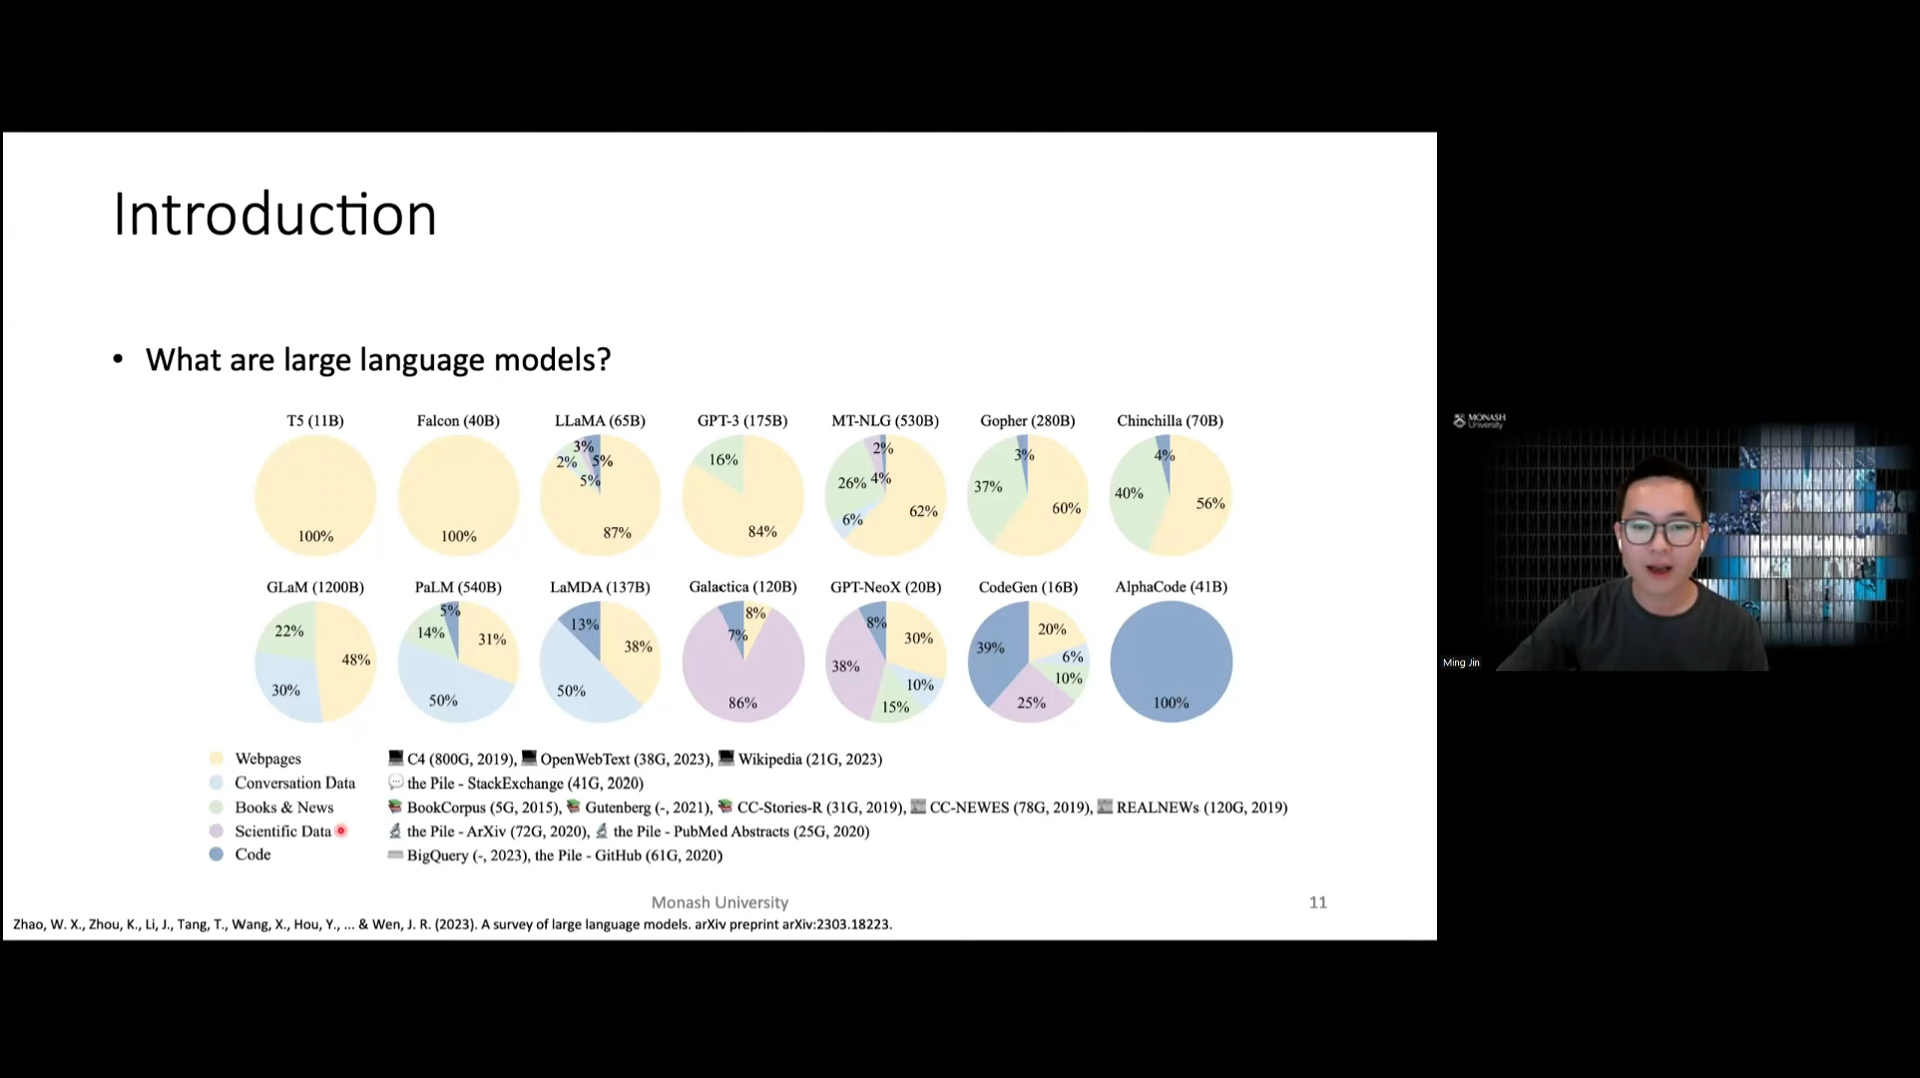 Introduction
• What are large language models?
T5 (11B) Falcon (40B) LLaMA (65B) GPT-3 (175B) MT-NLG (530B) Gopher (280B) Chinchilla (70B)
100% 100% 3% 2% 5% 5% 87% 16% 84% 2% 26% 4% 6% 62% 3% 37% 60% 4% 40% 56%
GLaM (1200B) PaLM (540B) LaMDA (137B) Galactica (120B) GPT-NeoX (20B) CodeGen (16B) AlphaCode (41B)
22% 48% 30% 5% 14% 31% 50% 13% 38% 50% 8% 7% 86% 8% 30% 38% 10% 15% 20% 39% 6% 10% 25% 100%
Webpages C4 (800G, 2019), OpenWebText (38G, 2023), Wikipedia (21G, 2023)
Conversation Data the Pile - StackExchange (41G, 2020)
Books & News BookCorpus (5G, 2015), Gutenberg (-, 2021), CC-Stories-R (31G, 2019), CC-NEWES (78G, 2019), REALNEWs (120G, 2019)
Scientific Data the Pile - ArXiv (72G, 2020), the Pile - PubMed Abstracts (25G, 2020)
Code BigQuery (-, 2023), the Pile - GitHub (61G, 2020)
Monash University 11
Zhao, W. X., Zhou, K., Li, J., Tang, T., Wang, X., Hou, Y., ... & Wen, J. R. (2023). A survey of large language models. arXiv preprint arXiv:2303.18223.
MONASH
University
Ming Jin